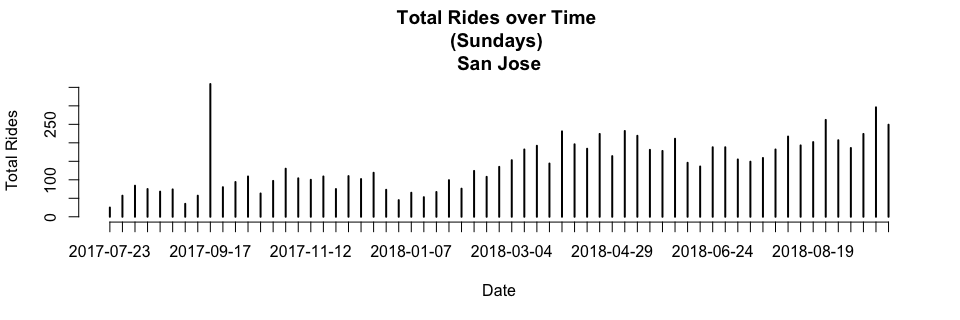 Total Rides over Time
(Sundays)
San Jose
Total Rides
250
100
0
2017-07-23 2017-09-17 2017-11-12 2018-01-07 2018-03-04 2018-04-29 2018-06-24 2018-08-19
Date